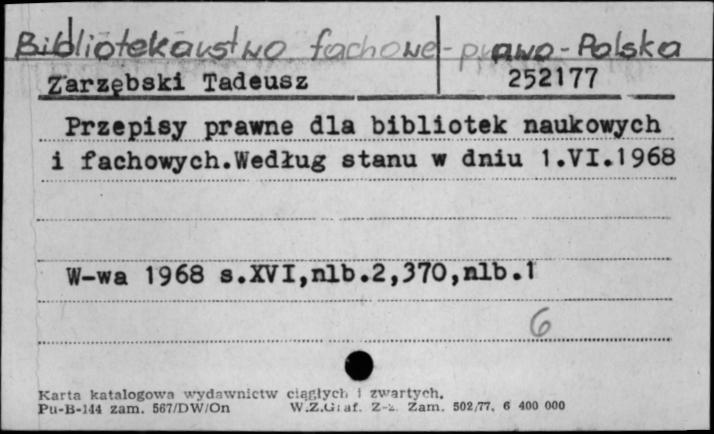 Bibliotekarstwo fachowe - prawo - Polska
Zarzębski Tadeusz 252177
Przepisy prawne dla bibliotek naukowych
i fachowych.Według stanu w dniu 1.VI.1968
W-wa 1968 s.XVI,nlb.2,370,nlb.1
6
Karta katalogowa wydawnictw ciągłych i zwartych.
Pu-B-144 zam. 567/DW/On W.Z.Graf. Z-a. Zam. 502/77. 6 400 000